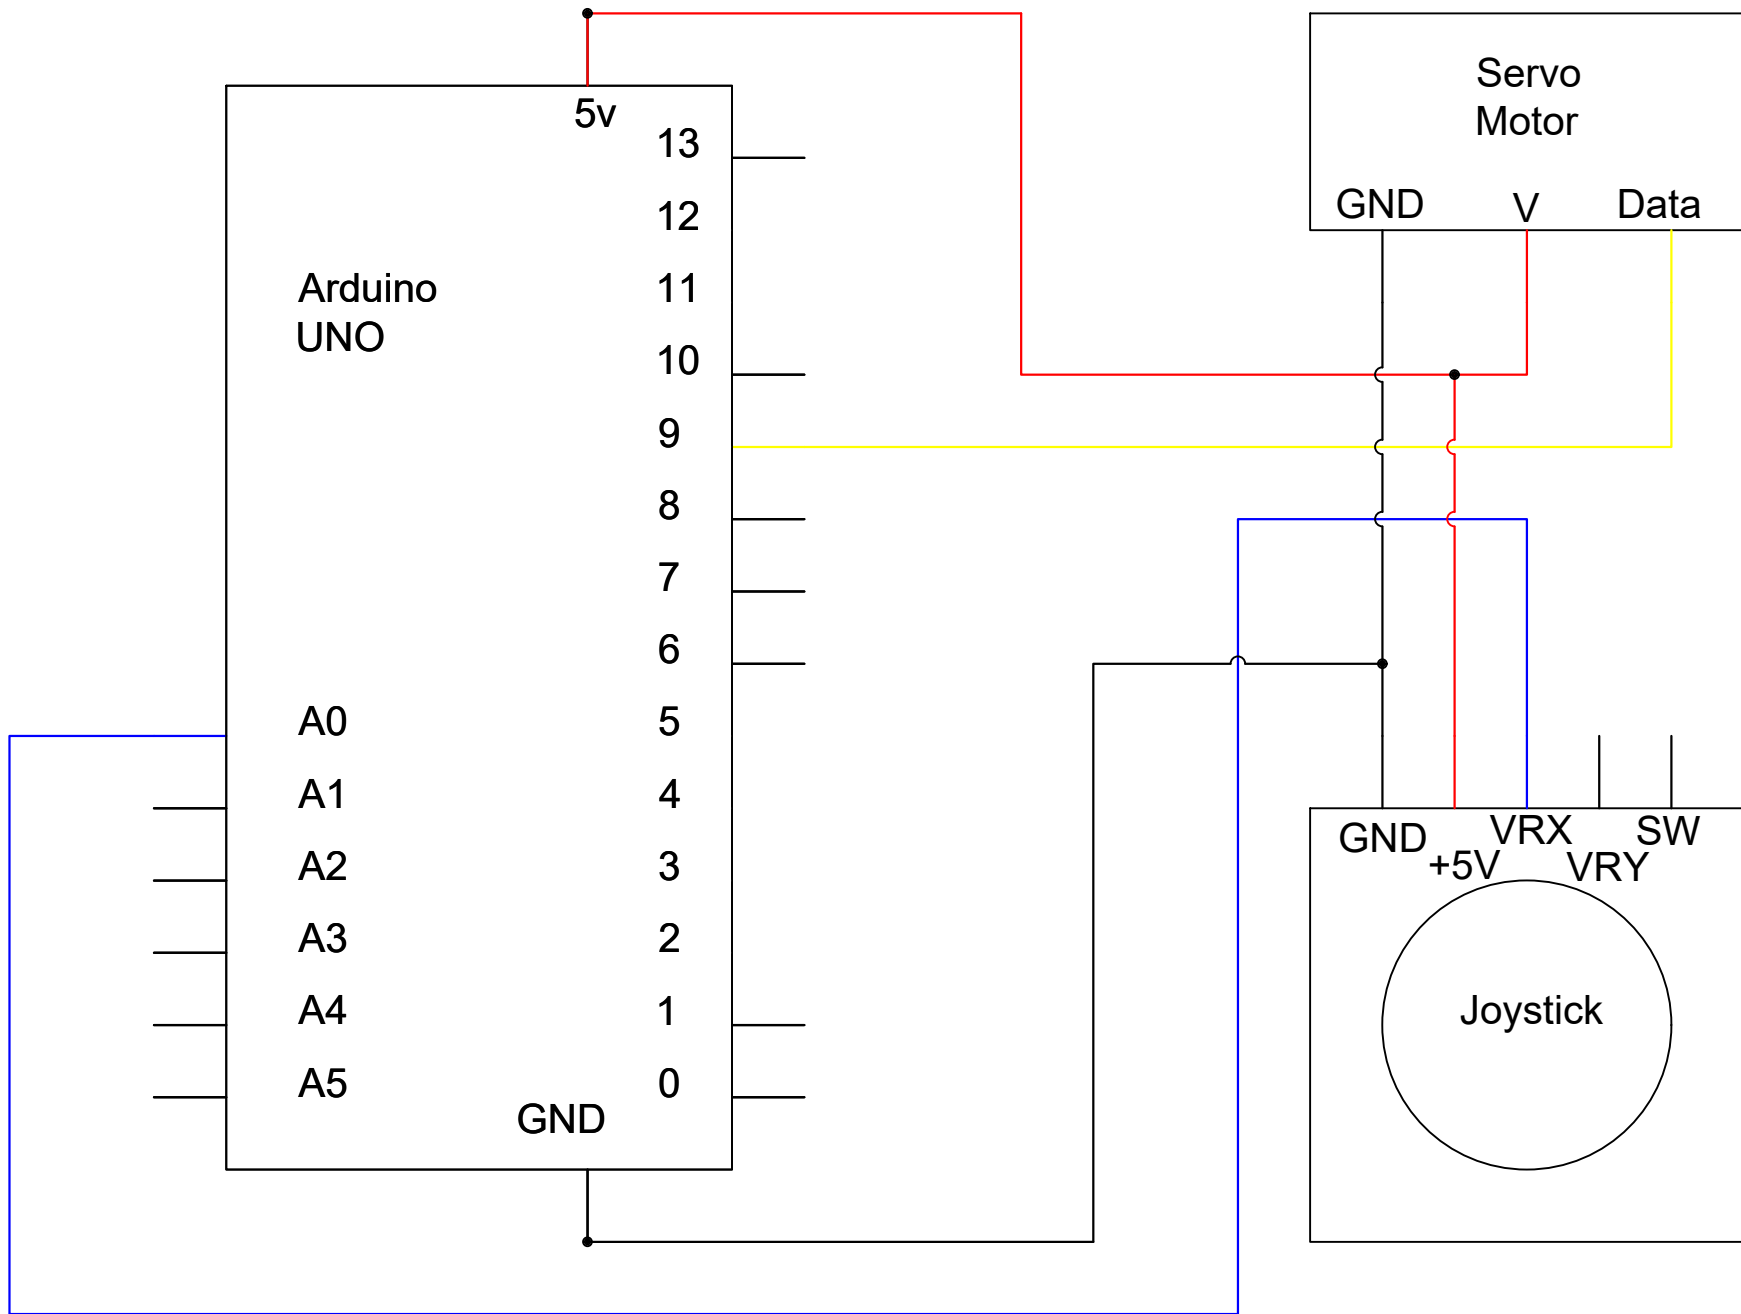 5v
13
12
Arduino
UNO
11
10
9
8
7
6
A0
5
A1
4
A2
3
A3
2
A4
1
A5
0
GND
Servo
Motor
GND
V
Data
GND
+5V
VRX
VRY
SW
Joystick